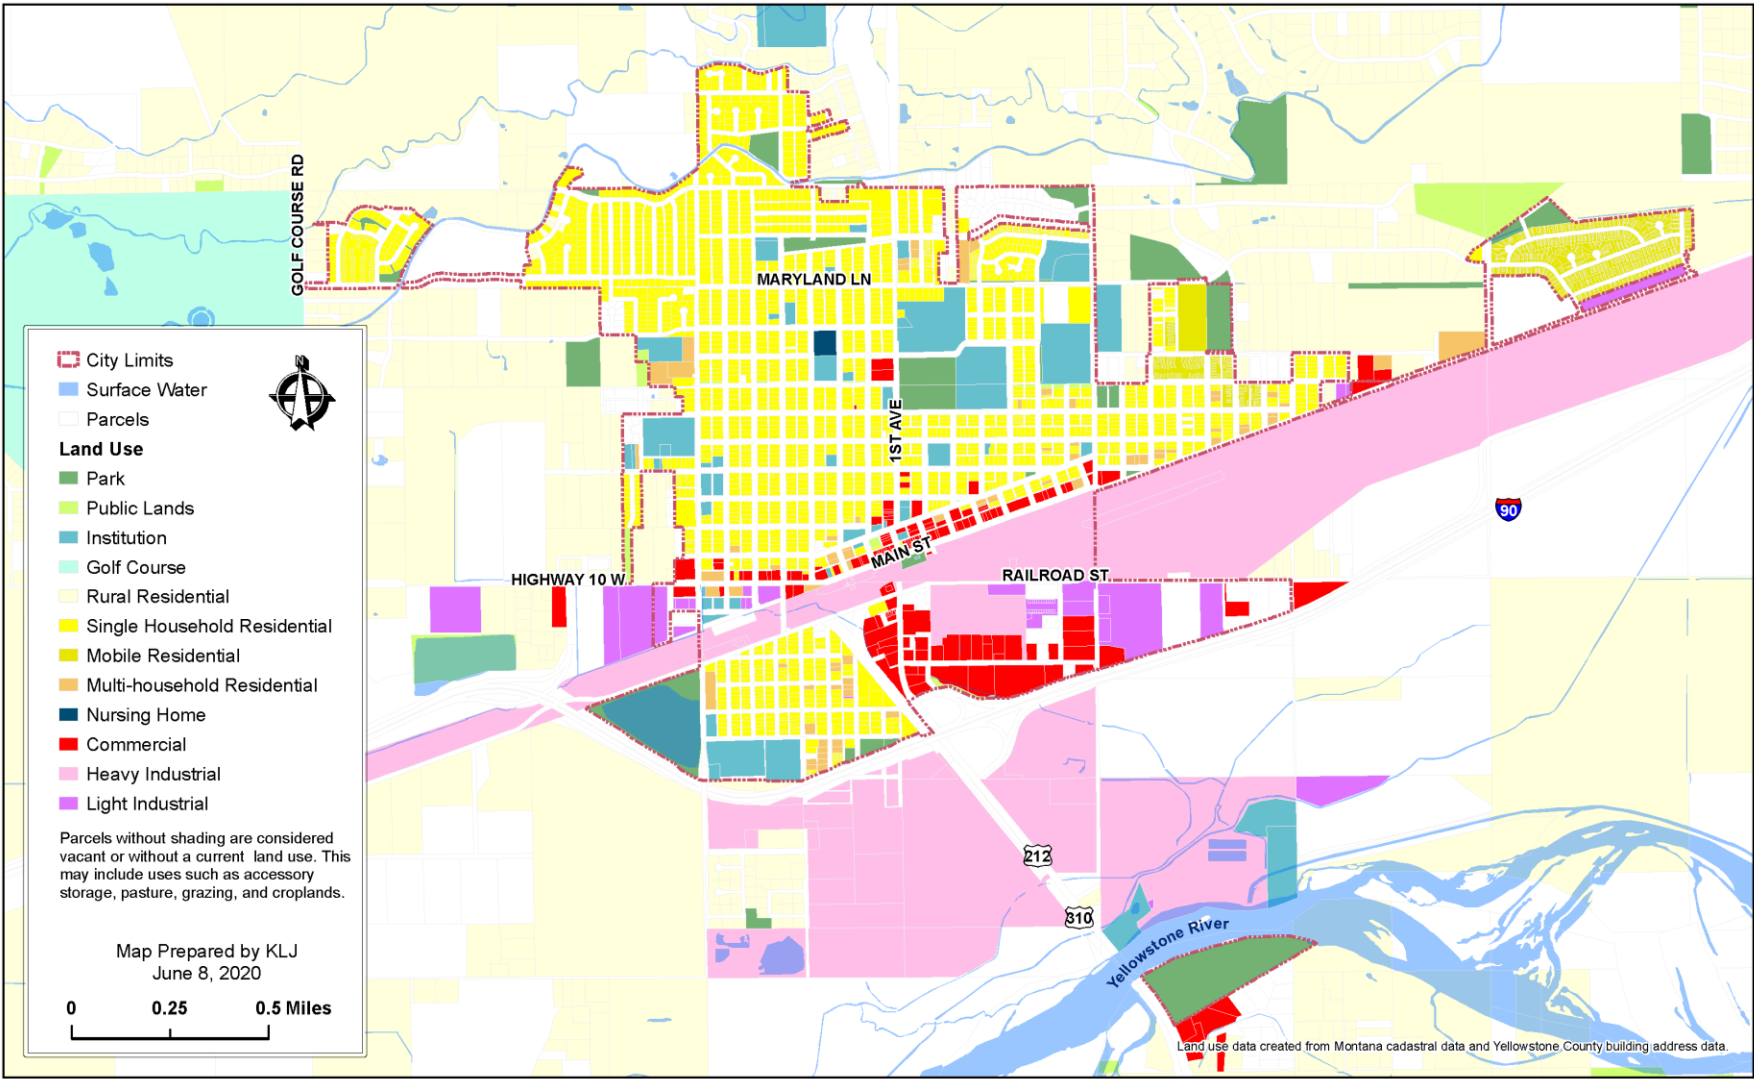 GOLF COURSE RD
MARYLAND LN
1ST AVE
MAIN ST
HIGHWAY 10 W
RAILROAD ST
90
212
310
Yellowstone River
N
City Limits
Surface Water
Parcels
Land Use
Park
Public Lands
Institution
Golf Course
Rural Residential
Single Household Residential
Mobile Residential
Multi-household Residential
Nursing Home
Commercial
Heavy Industrial
Light Industrial
Parcels without shading are considered
vacant or without a current land use. This
may include uses such as accessory
storage, pasture, grazing, and croplands.
Map Prepared by KLJ
June 8, 2020
0 0.25 0.5 Miles
Land use data created from Montana cadastral data and Yellowstone County building address data.